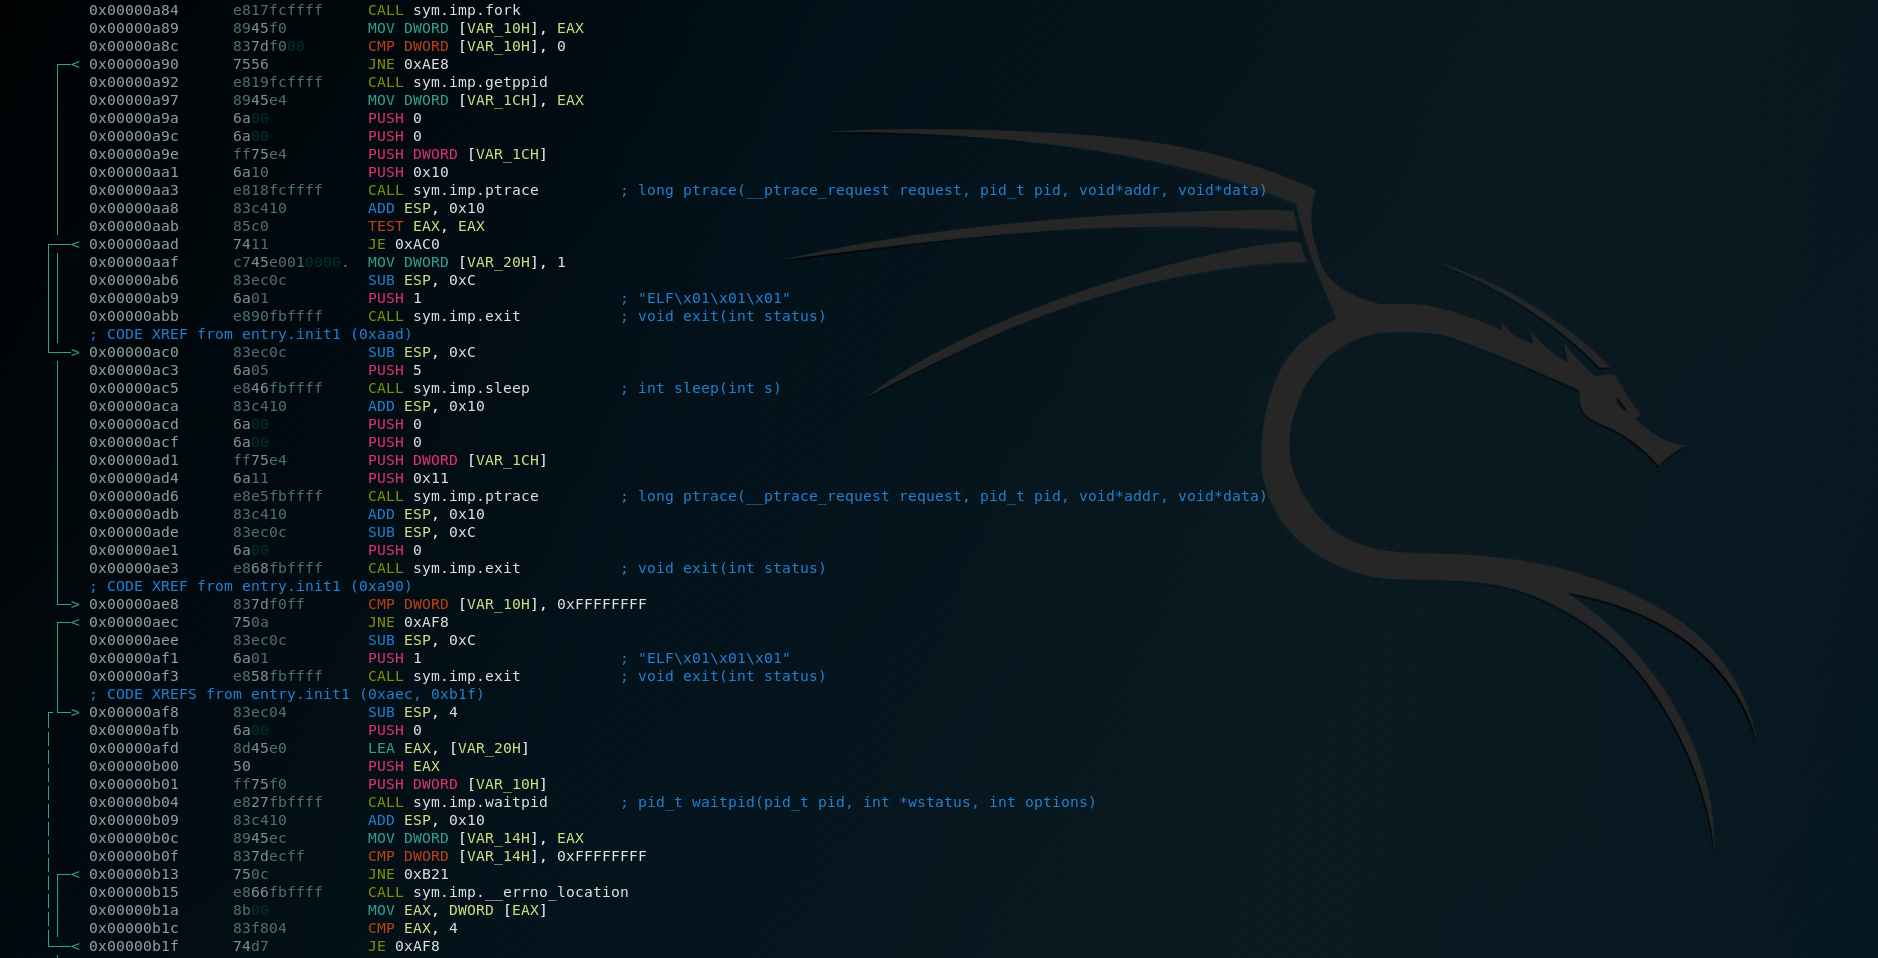 0x00000a84 e817fcffff CALL sym.imp.fork
0x00000a89 8945f0 MOV DWORD [VAR_10H], EAX
0x00000a8c 837df000 CMP DWORD [VAR_10H], 0
0x00000a90 7556 JNE 0xAE8
0x00000a92 e819fcffff CALL sym.imp.getppid
0x00000a97 8945e4 MOV DWORD [VAR_1CH], EAX
0x00000a9a 6a00 PUSH 0
0x00000a9c 6a00 PUSH 0
0x00000a9e ff75e4 PUSH DWORD [VAR_1CH]
0x00000aa1 6a10 PUSH 0x10
0x00000aa3 e818fcffff CALL sym.imp.ptrace ; long ptrace(__ptrace_request request, pid_t pid, void*addr, void*data)
0x00000aa8 83c410 ADD ESP, 0x10
0x00000aab 85c0 TEST EAX, EAX
0x00000aad 7411 JE 0xAC0
0x00000aaf c745e0010000. MOV DWORD [VAR_20H], 1
0x00000ab6 83ec0c SUB ESP, 0xC
0x00000ab9 6a01 PUSH 1 ; "ELF\x01\x01\x01"
0x00000abb e890fbffff CALL sym.imp.exit ; void exit(int status)
; CODE XREF from entry.init1 (0xaad)
0x00000ac0 83ec0c SUB ESP, 0xC
0x00000ac3 6a05 PUSH 5
0x00000ac5 e846fbffff CALL sym.imp.sleep ; int sleep(int s)
0x00000aca 83c410 ADD ESP, 0x10
0x00000acd 6a00 PUSH 0
0x00000acf 6a00 PUSH 0
0x00000ad1 ff75e4 PUSH DWORD [VAR_1CH]
0x00000ad4 6a11 PUSH 0x11
0x00000ad6 e8e5fbffff CALL sym.imp.ptrace ; long ptrace(__ptrace_request request, pid_t pid, void*addr, void*data)
0x00000adb 83c410 ADD ESP, 0x10
0x00000ade 83ec0c SUB ESP, 0xC
0x00000ae1 6a00 PUSH 0
0x00000ae3 e868fbffff CALL sym.imp.exit ; void exit(int status)
; CODE XREF from entry.init1 (0xa90)
0x00000ae8 837df0ff CMP DWORD [VAR_10H], 0xFFFFFFFF
0x00000aec 750a JNE 0xAF8
0x00000aee 83ec0c SUB ESP, 0xC
0x00000af1 6a01 PUSH 1 ; "ELF\x01\x01\x01"
0x00000af3 e858fbffff CALL sym.imp.exit ; void exit(int status)
; CODE XREFS from entry.init1 (0xaec, 0xb1f)
0x00000af8 83ec04 SUB ESP, 4
0x00000afb 6a00 PUSH 0
0x00000afd 8d45e0 LEA EAX, [VAR_20H]
0x00000b00 50 PUSH EAX
0x00000b01 ff75f0 PUSH DWORD [VAR_10H]
0x00000b04 e827fbffff CALL sym.imp.waitpid ; pid_t waitpid(pid_t pid, int *wstatus, int options)
0x00000b09 83c410 ADD ESP, 0x10
0x00000b0c 8945ec MOV DWORD [VAR_14H], EAX
0x00000b0f 837decff CMP DWORD [VAR_14H], 0xFFFFFFFF
0x00000b13 750c JNE 0xB21
0x00000b15 e866fbffff CALL sym.imp.__errno_location
0x00000b1a 8b00 MOV EAX, DWORD [EAX]
0x00000b1c 83f804 CMP EAX, 4
0x00000b1f 74d7 JE 0xAF8